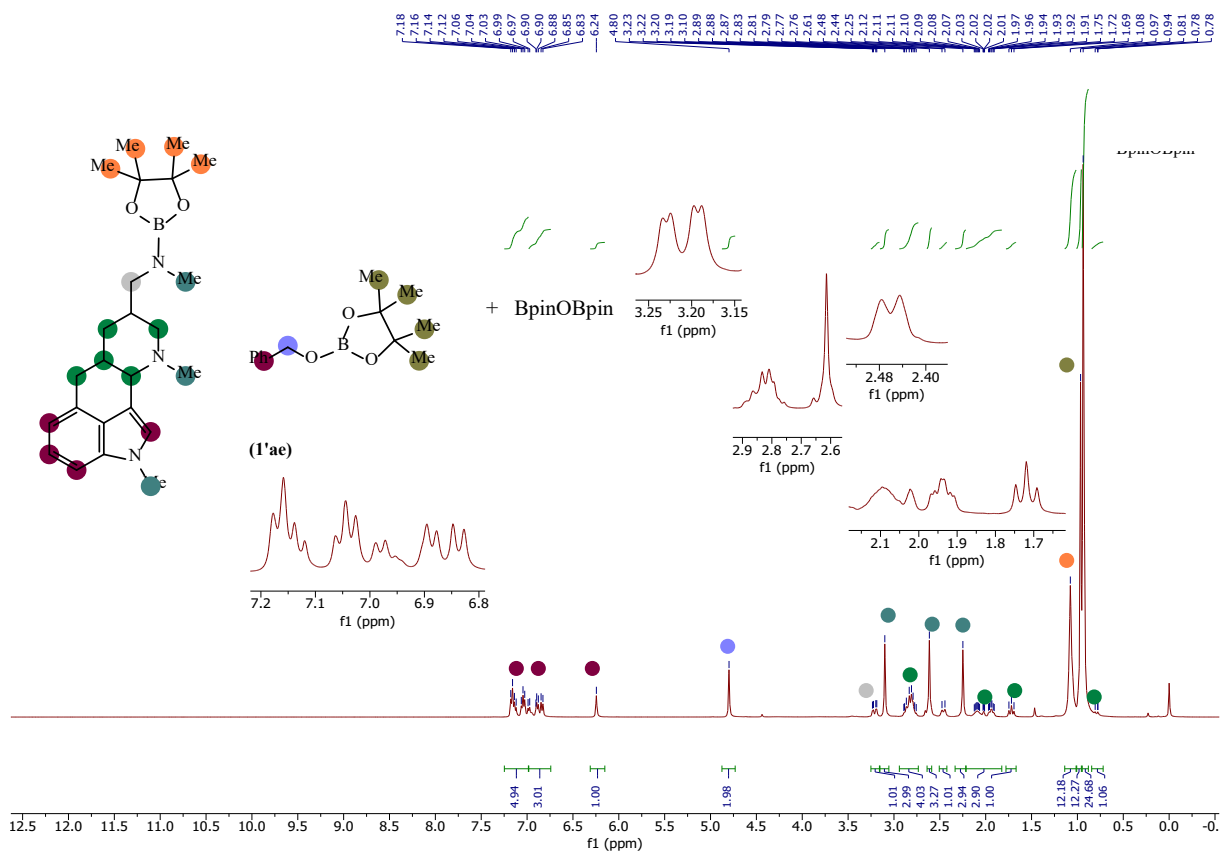 7.18 7.16 7.14 7.12 7.06 7.04 7.03 6.99 6.97 6.90 6.90 6.88 6.85 6.83 6.24 4.80 3.23 3.22 3.20 3.19 3.10 2.89 2.88 2.87 2.83 2.81 2.79 2.77 2.76 2.61 2.48 2.44 2.25 2.12 2.11 2.11 2.10 2.09 2.08 2.07 2.03 2.02 2.02 2.01 1.97 1.96 1.94 1.93 1.92 1.91 1.75 1.72 1.69 1.08 0.97 0.94 0.81 0.78 0.78
Me Me
Me Me
O O
B
N Me
N
Me
N
Me
Me
Me
Me
Me
O
B
O
O
Ph
+ BpinOBpin
(1'ae)
3.25 3.20 3.15
f1 (ppm)
2.9 2.8 2.7 2.6
f1 (ppm)
2.48 2.40
f1 (ppm)
2.1 2.0 1.9 1.8 1.7
f1 (ppm)
7.2 7.1 7.0 6.9 6.8
f1 (ppm)
4.94 3.01 1.00 1.98 1.01 2.99 4.03 3.27 1.01 2.94 2.90 1.00 12.18 12.27 24.68 1.06
12.5 12.0 11.5 11.0 10.5 10.0 9.5 9.0 8.5 8.0 7.5 7.0 6.5 6.0 5.5 5.0 4.5 4.0 3.5 3.0 2.5 2.0 1.5 1.0 0.5 0.0
f1 (ppm)